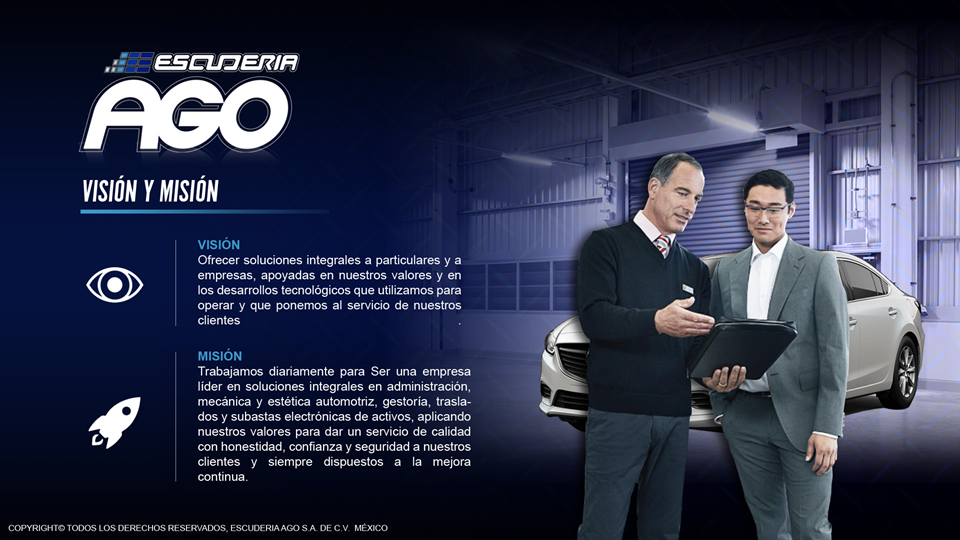 ESCUDERIA
AGO
VISIÓN Y MISIÓN
VISIÓN
Ofrecer soluciones integrales a particulares y a
empresas, apoyadas en nuestros valores y en
los desarrollos tecnológicos que utilizamos para
operar y que ponemos al servicio de nuestros
clientes .
MISIÓN
Trabajamos diariamente para Ser una empresa
líder en soluciones integrales en administración,
mecánica y estética automotriz, gestoría, trasla-
dos y subastas electrónicas de activos, aplicando
nuestros valores para dar un servicio de calidad
con honestidad, confianza y seguridad a nuestros
clientes y siempre dispuestos a la mejora
continua.
COPYRIGHT© TODOS LOS DERECHOS RESERVADOS, ESCUDERIA AGO S.A. DE C.V. MÉXICO